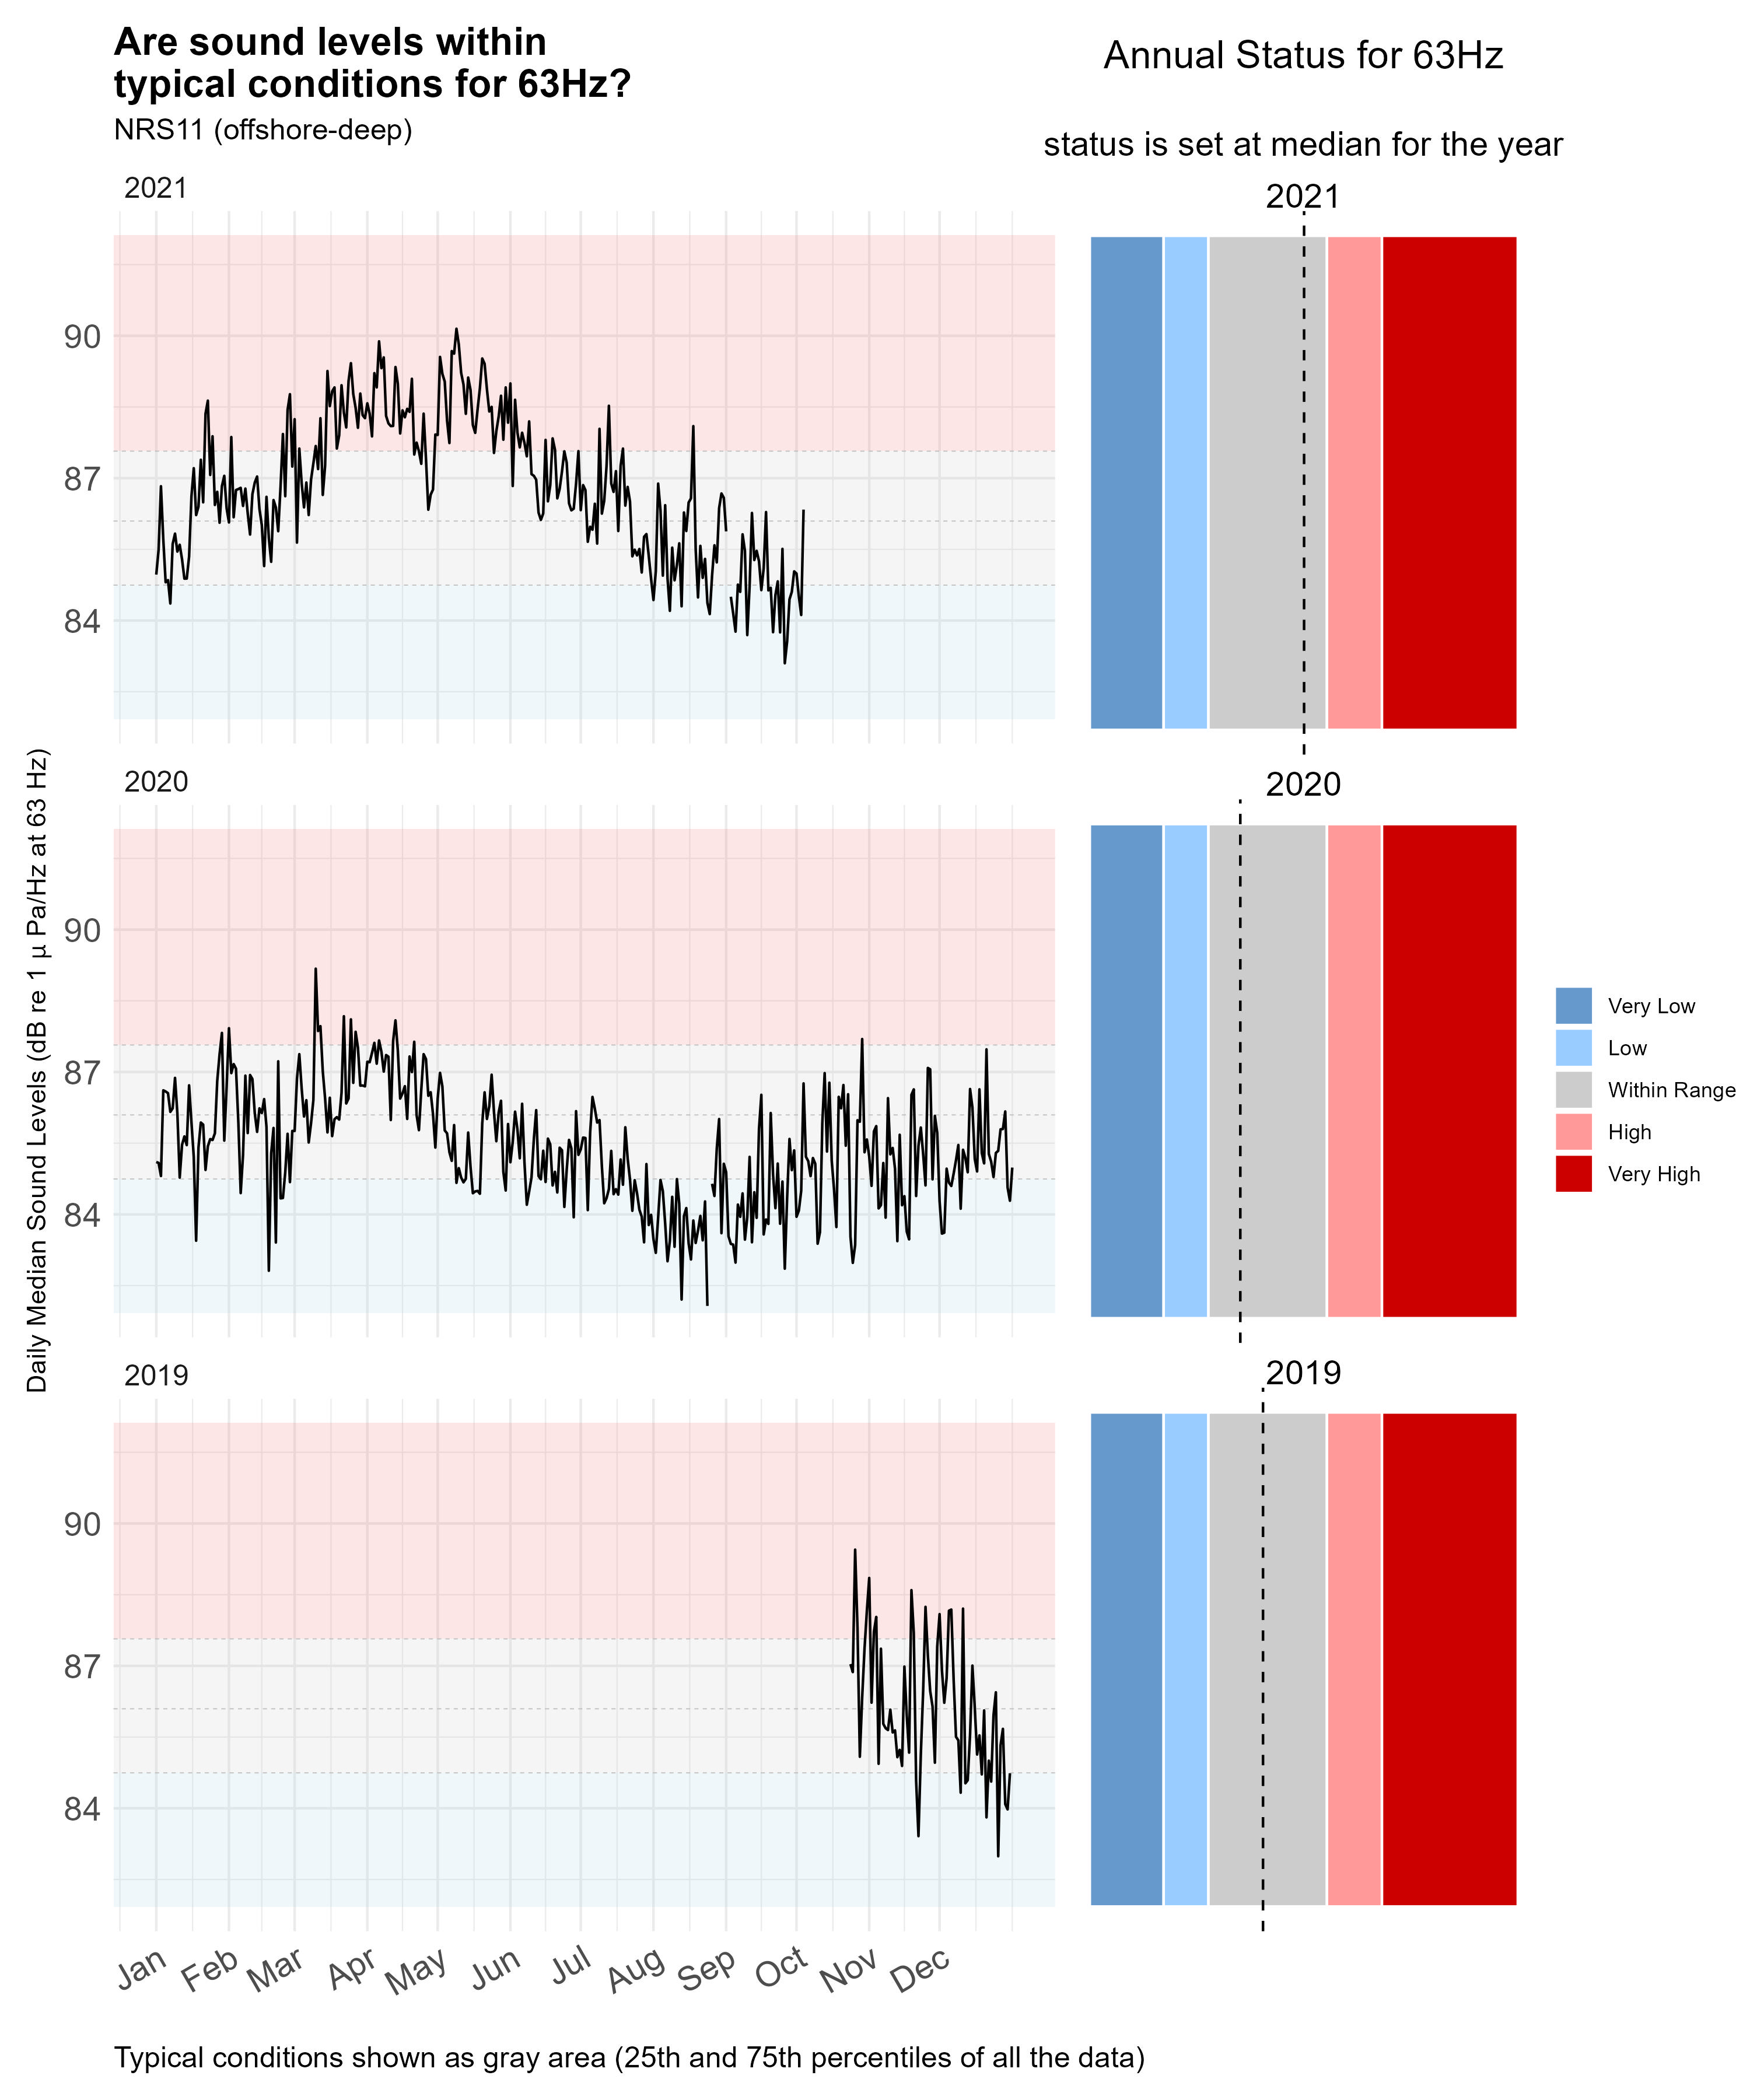 Are sound levels within
typical conditions for 63Hz?
NRS11 (offshore-deep)
Annual Status for 63Hz
status is set at median for the year
2021
2021
90
87
84
2020
2020
90
87
84
2019
2019
90
87
84
Daily Median Sound Levels (dB re 1 µ Pa/Hz at 63 Hz)
Very Low
Low
Within Range
High
Very High
Jan Feb Mar Apr May Jun Jul Aug Sep Oct Nov Dec
Typical conditions shown as gray area (25th and 75th percentiles of all the data)